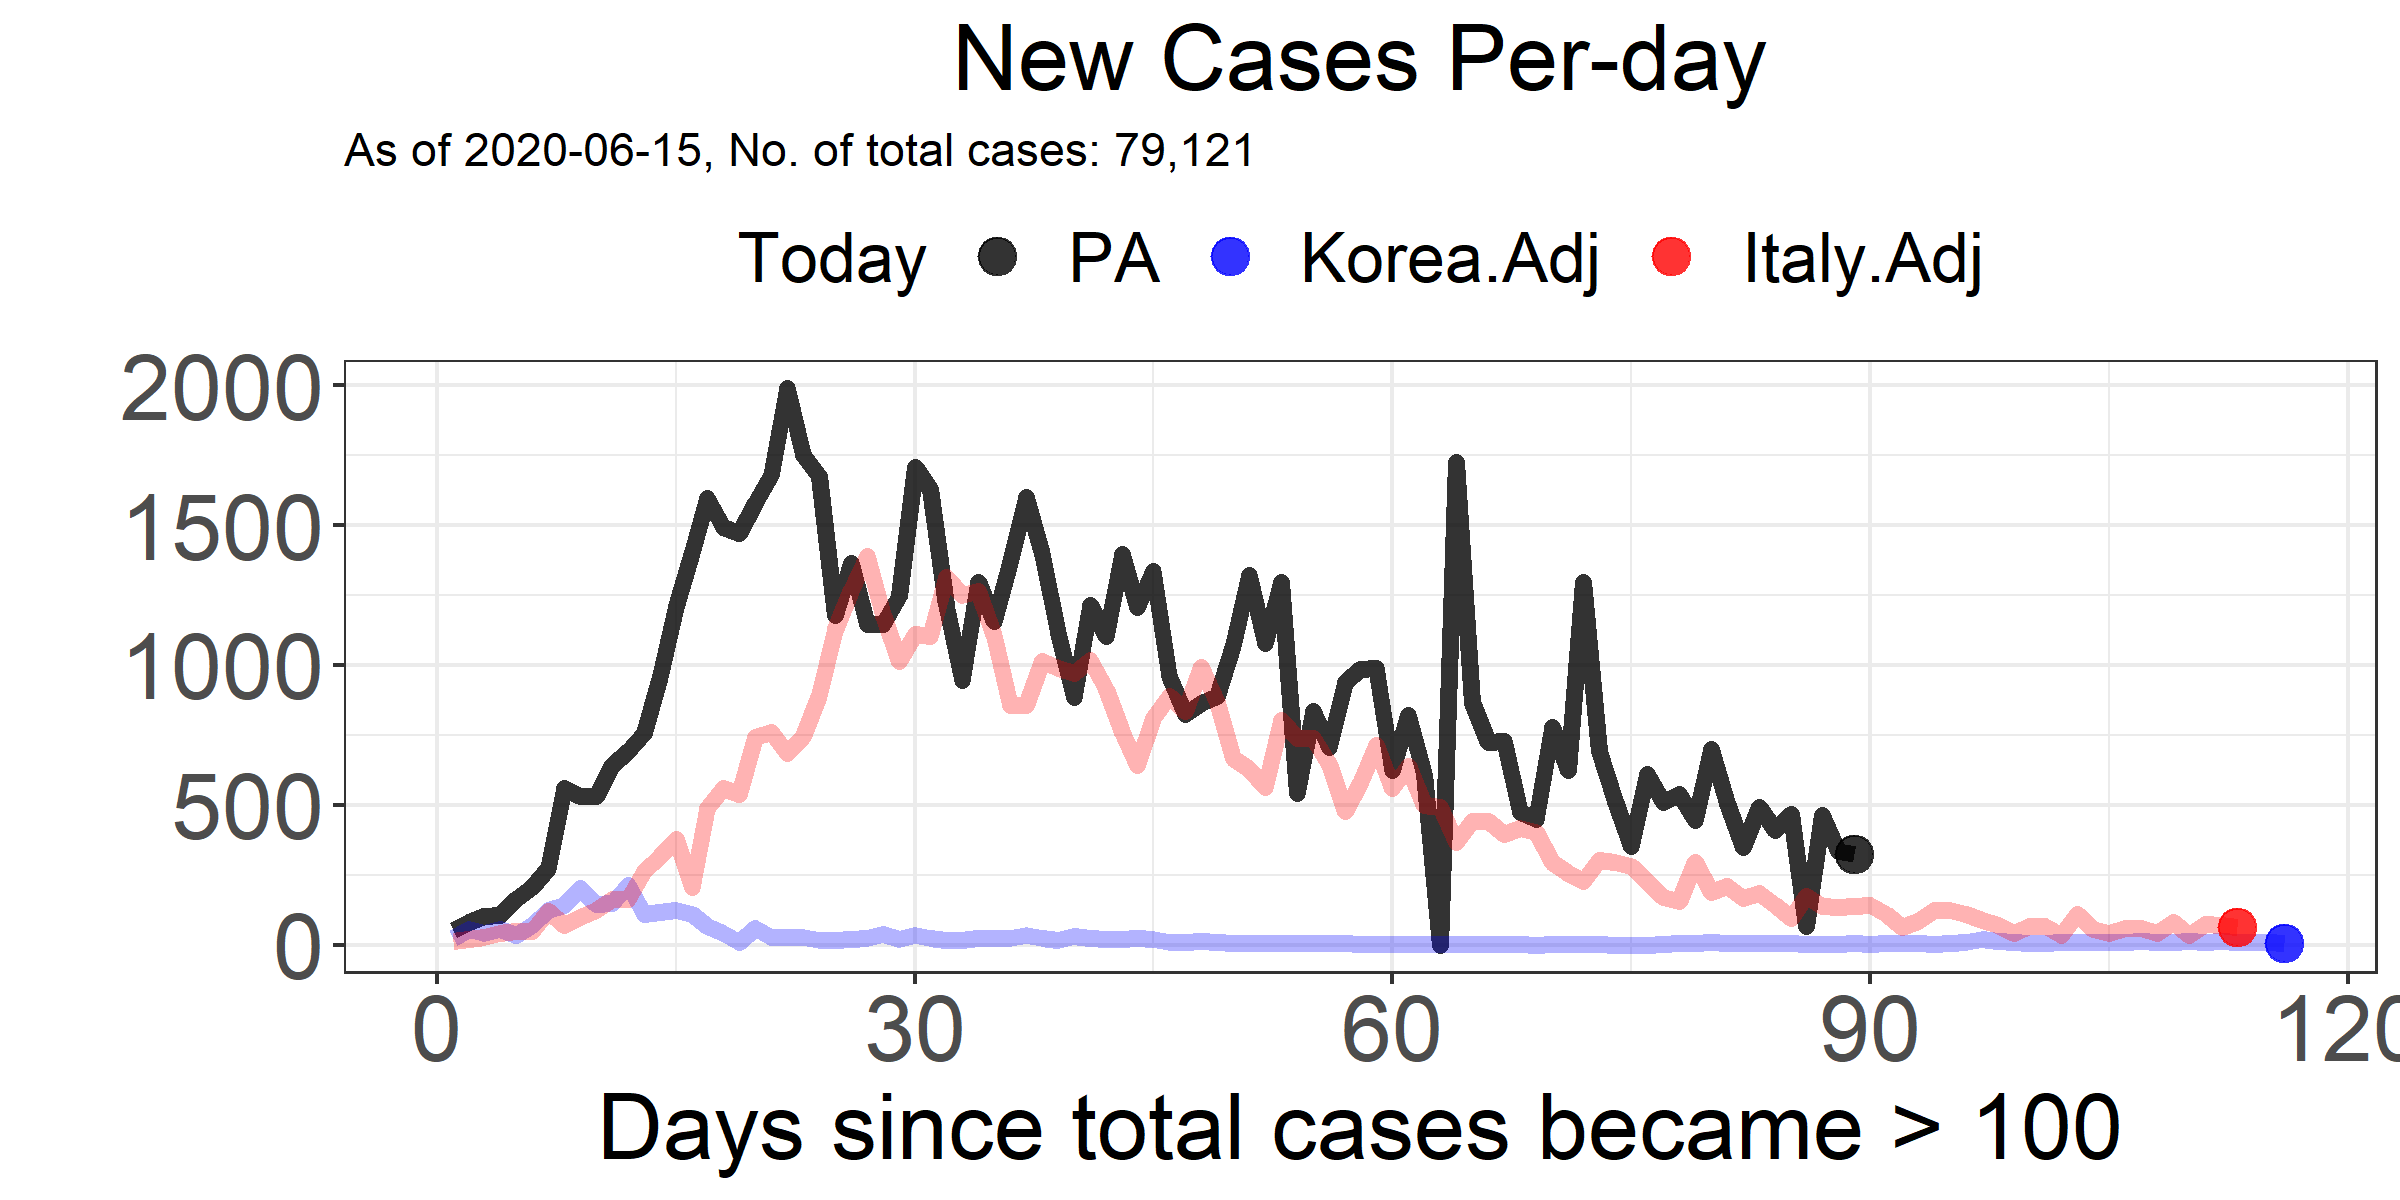 New Cases Per-day
As of 2020-06-15, No. of total cases: 79,121
Today PA Korea.Adj Italy.Adj
2000
1500
1000
500
0
0 30 60 90 120
Days since total cases became > 100